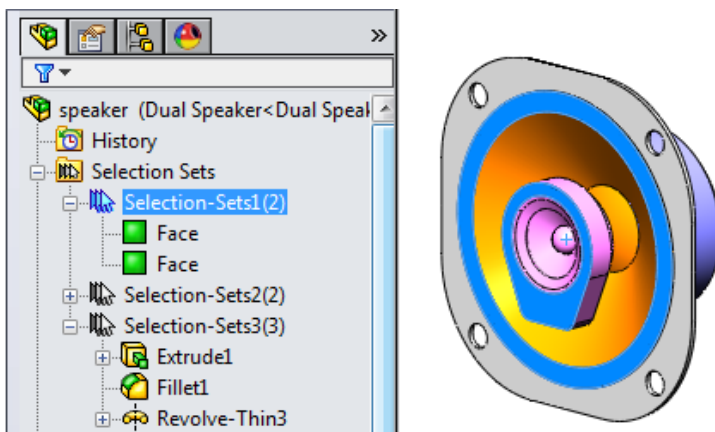 »
speaker (Dual Speaker<Dual Speak
History
Selection Sets
Selection-Sets1(2)
Face
Face
Selection-Sets2(2)
Selection-Sets3(3)
Extrude1
Fillet1
Revolve-Thin3